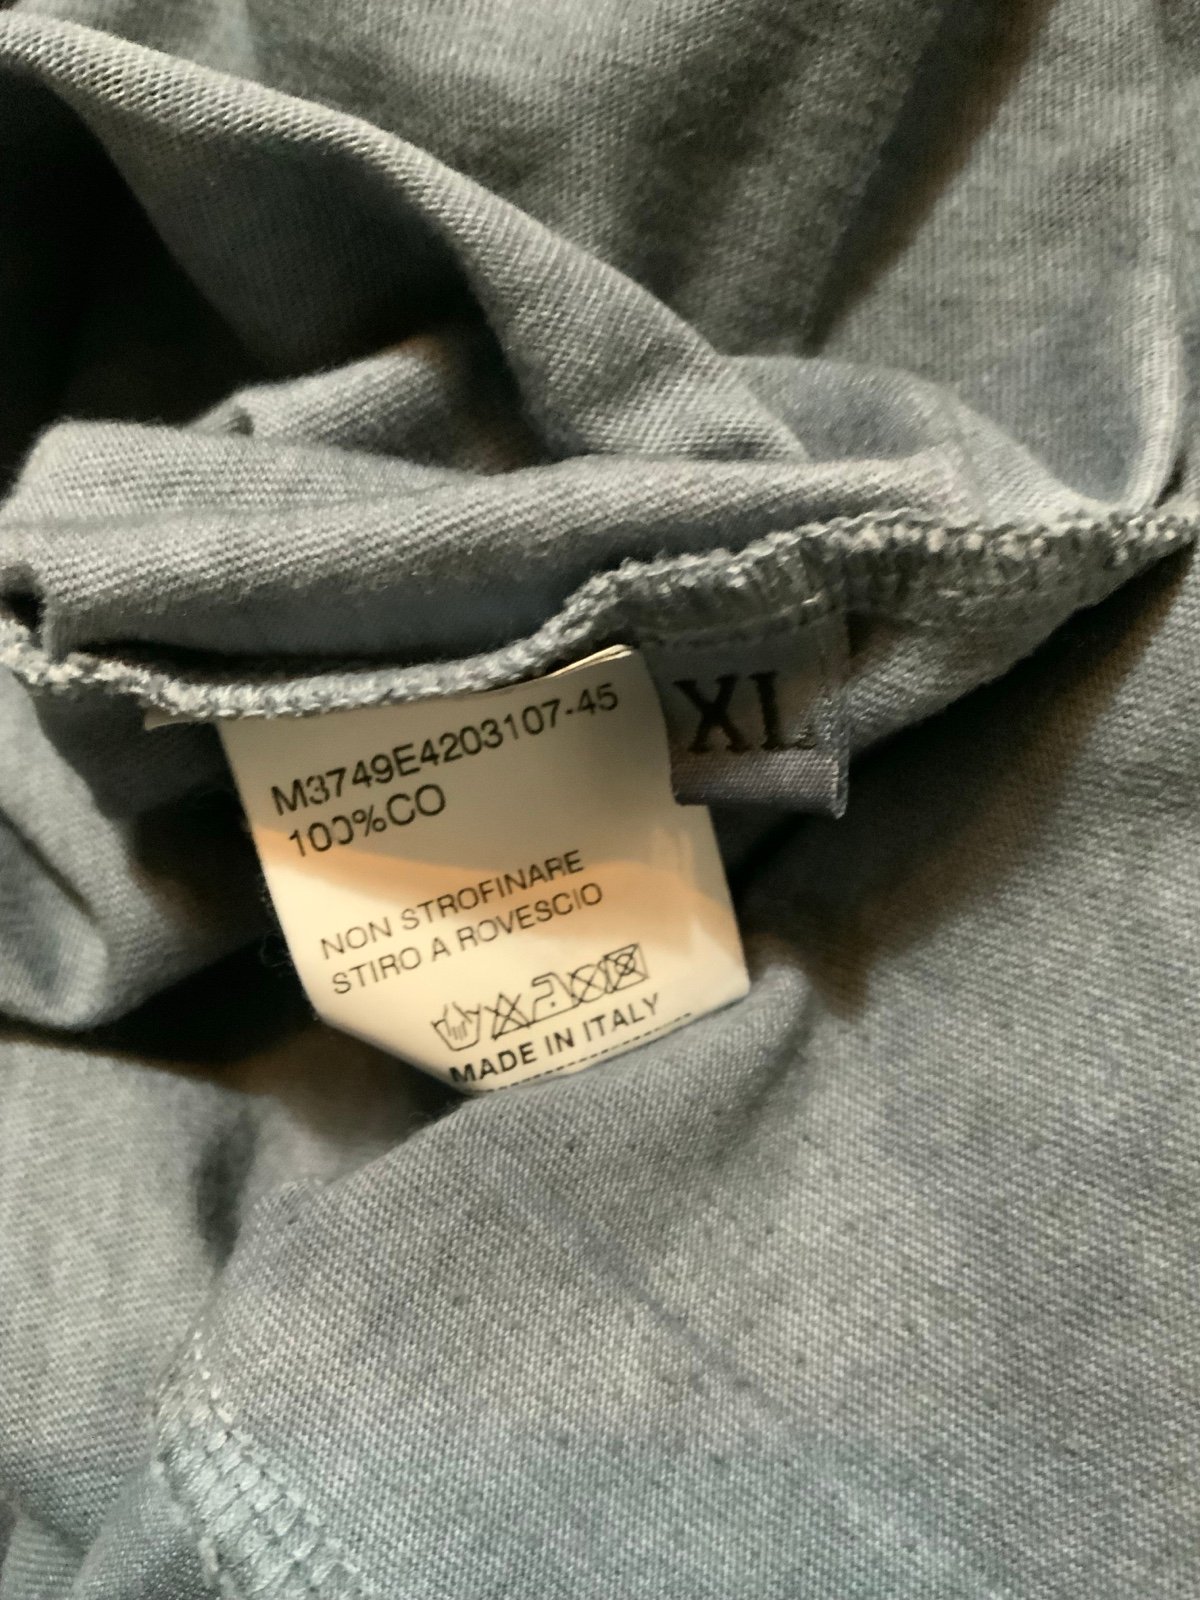 M3749E4203107-45
100%CO
NON STROFINARE
STIRO A ROVESCIO
MADE IN ITALY
XL